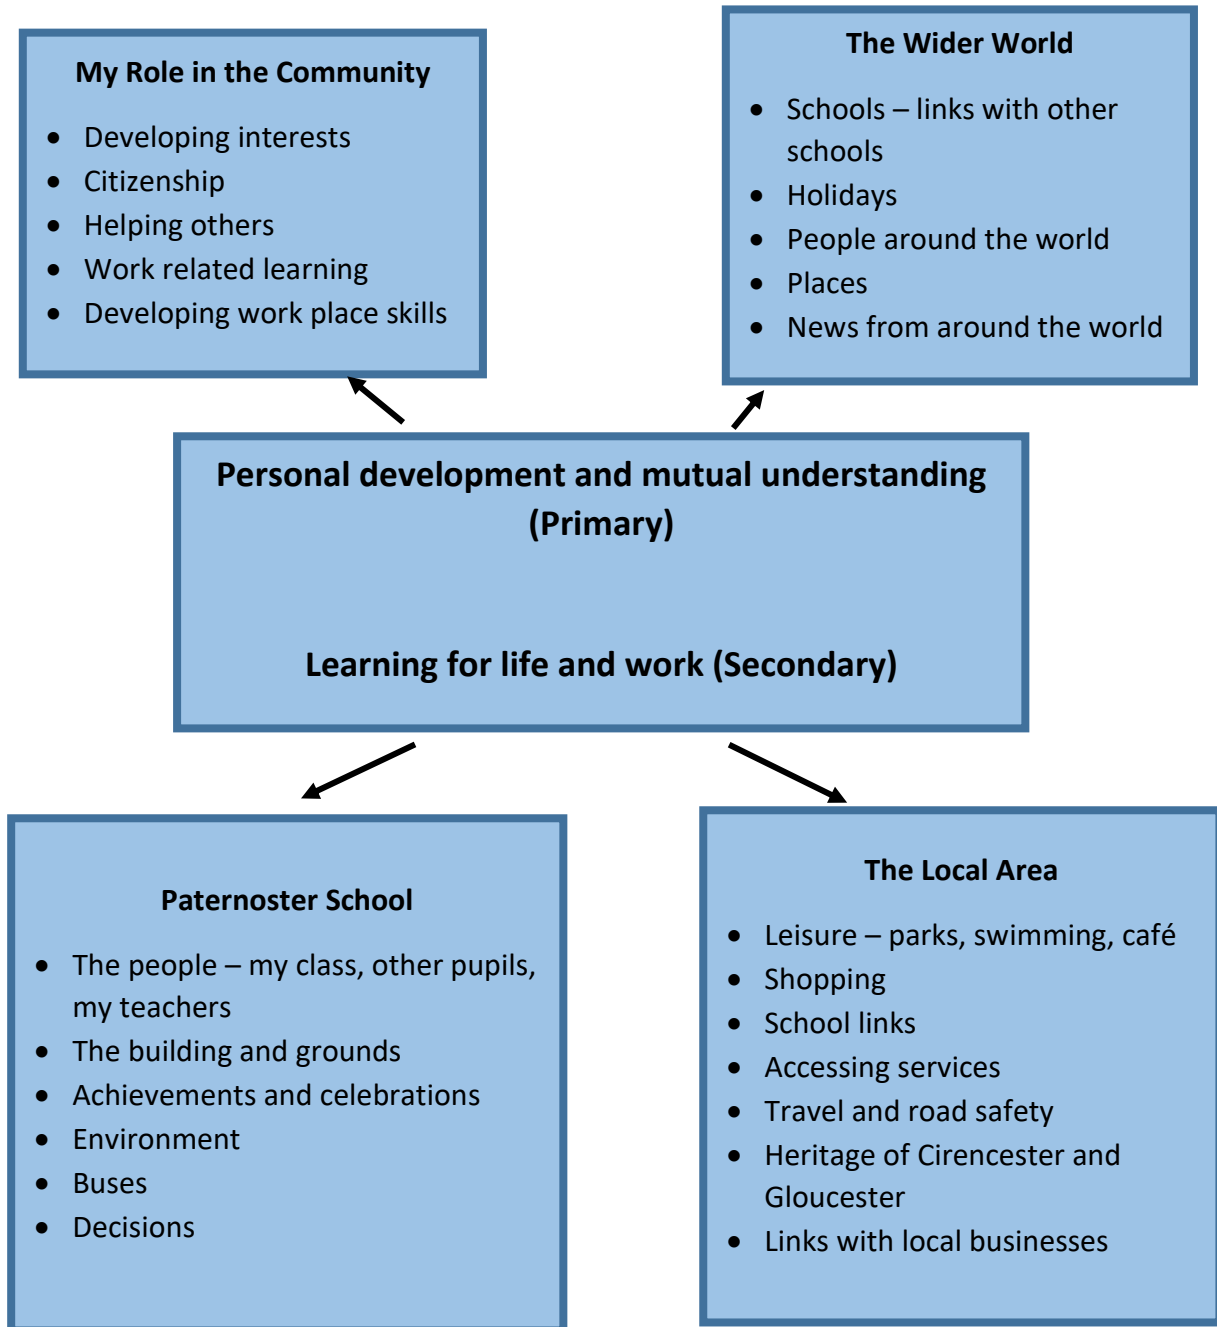 My Role in the Community
• Developing interests
• Citizenship
• Helping others
• Work related learning
• Developing work place skills
The Wider World
• Schools – links with other
schools
• Holidays
• People around the world
• Places
• News from around the world
Personal development and mutual understanding
(Primary)
Learning for life and work (Secondary)
Paternoster School
• The people – my class, other pupils,
my teachers
• The building and grounds
• Achievements and celebrations
• Environment
• Buses
• Decisions
The Local Area
• Leisure – parks, swimming, café
• Shopping
• School links
• Accessing services
• Travel and road safety
• Heritage of Cirencester and
Gloucester
• Links with local businesses